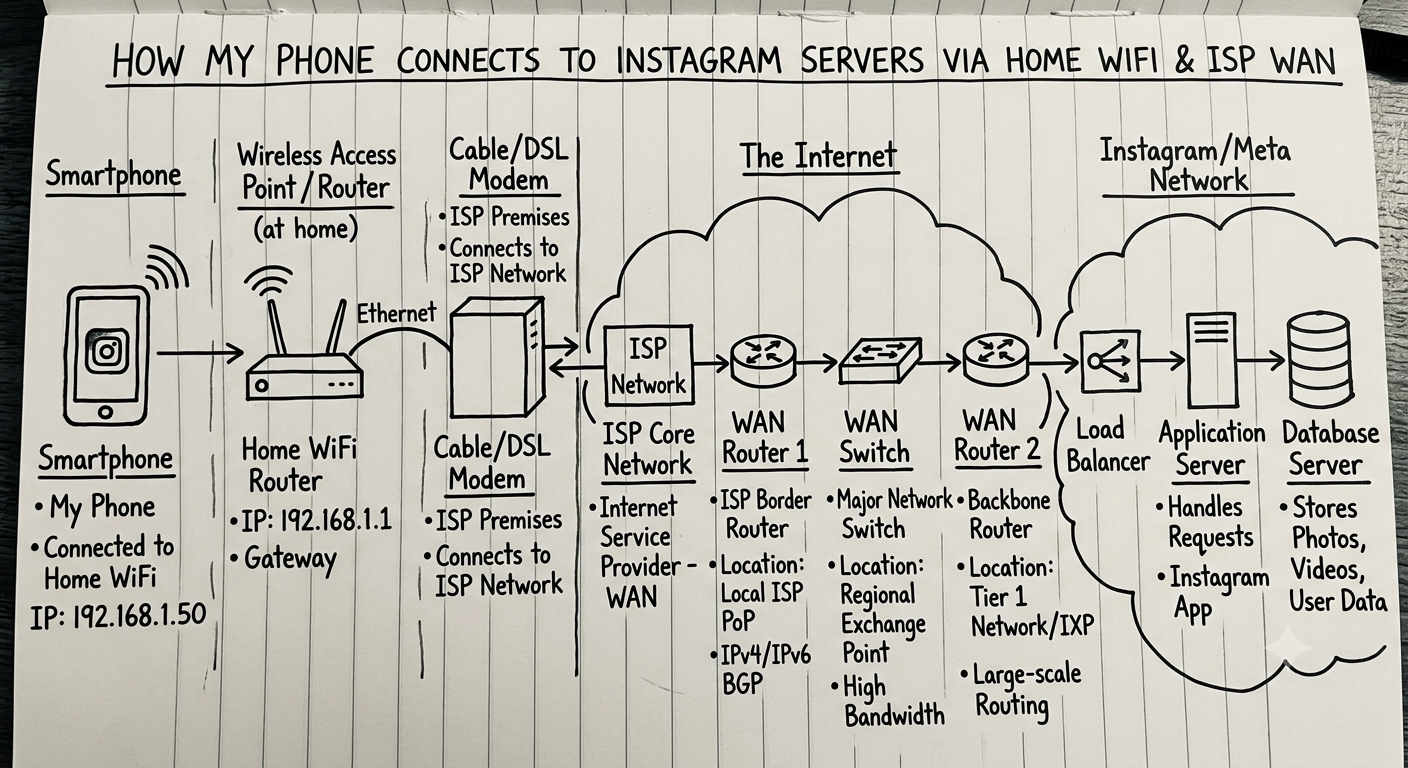 HOW MY PHONE CONNECTS TO INSTAGRAM SERVERS VIA HOME WIFI & ISP WAN
Smartphone
Wireless Access
Point/Router
(at home)
Cable/DSL
Modem
• ISP Premises
• Connects to
ISP Network
The Internet
Instagram/Meta
Network
Ethernet
ISP
Network
Smartphone
• My Phone
• Connected to
Home WiFi
IP: 192.168.1.50
Home WiFi
Router
• IP: 192.168.1.1
• Gateway
Cable/DSL
Modem
• ISP Premises
• Connects to
ISP Network
ISP Core
Network
• Internet
Service
Provider -
WAN
WAN
Router 1
• ISP Border
Router
• Location:
Local ISP
PoP
• IPv4/IPv6
BGP
WAN
Switch
• Major Network
Switch
• Location:
Regional
Exchange
Point
• High
Bandwidth
WAN
Router 2
• Backbone
Router
• Location:
Tier 1
Network/IXP
• Large-scale
Routing
Load
Balancer
Application
Server
• Handles
Requests
• Instagram
App
Database
Server
• Stores
Photos,
Videos,
User Data